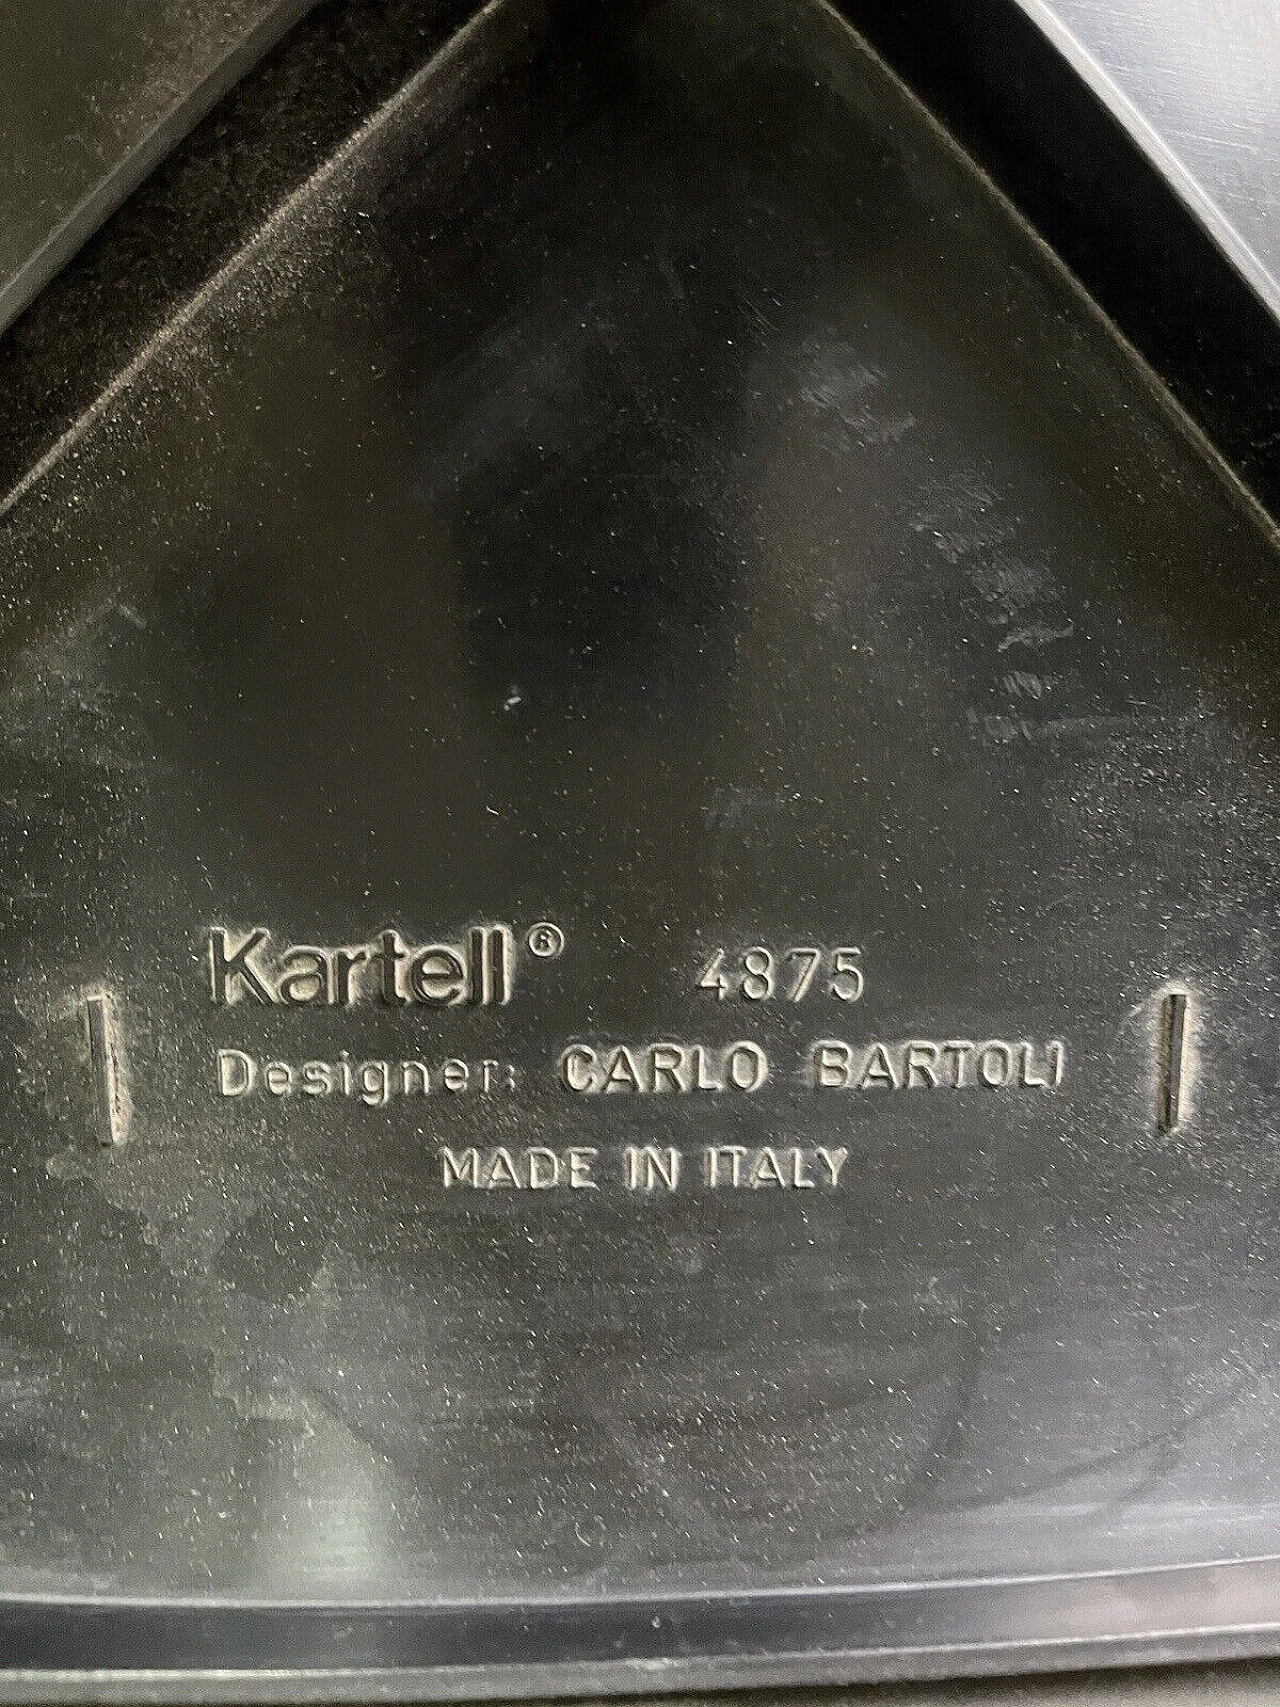 Kartell® 4875
Designer: CARLO BARTOLI
MADE IN ITALY